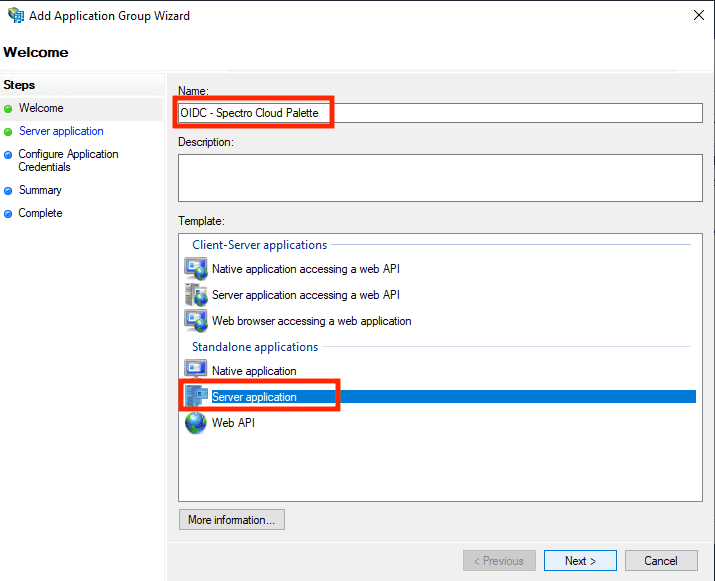 Add Application Group Wizard
Welcome
Steps
Welcome
Server application
Configure Application
Credentials
Summary
Complete
Name:
OIDC - Spectro Cloud Palette
Description:
Template:
Client-Server applications
Native application accessing a web API
Server application accessing a web API
Web browser accessing a web application
Standalone applications
Native application
Server application
Web API
More information...
< Previous
Next >
Cancel